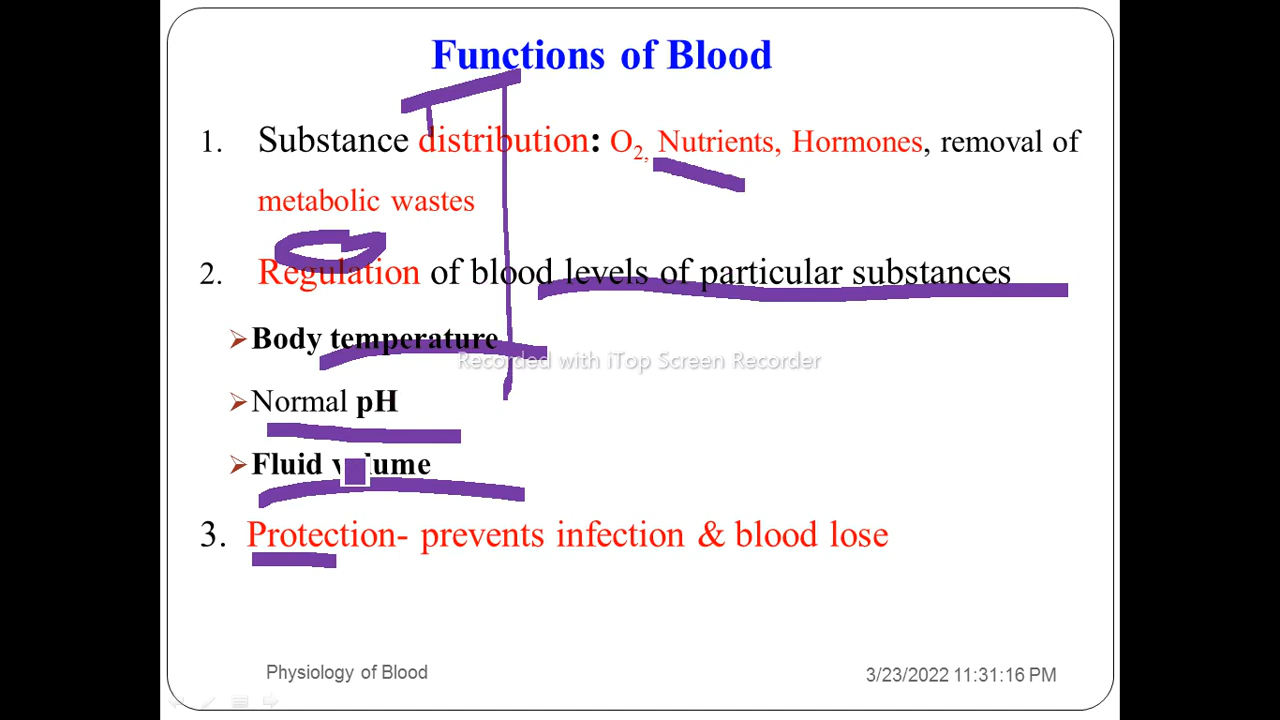 Functions of Blood
1. Substance distribution: O2, Nutrients, Hormones, removal of
metabolic wastes
2. Regulation of blood levels of particular substances
Body temperature
Recorded with iTop Screen Recorder
Normal pH
Fluid volume
3. Protection- prevents infection & blood lose
Physiology of Blood
3/23/2022 11:31:16 PM